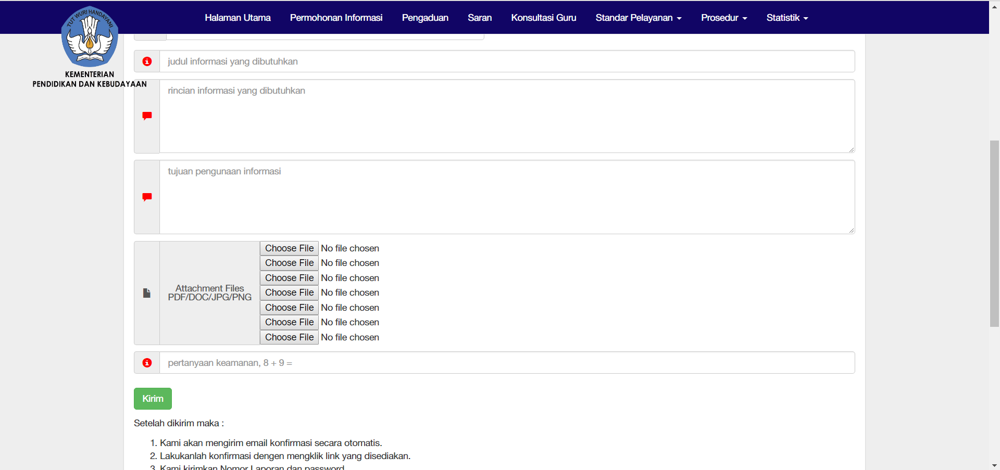 Halaman Utama Permohonan Informasi Pengaduan Saran Konsultasi Guru Standar Pelayanan Prosedur Statistik
TUT WURI HANDAYANI
KEMENTERIAN
PENDIDIKAN DAN KEBUDAYAAN
judul informasi yang dibutuhkan
rincian informasi yang dibutuhkan
tujuan pengunaan informasi
Attachment Files
PDF/DOC/JPG/PNG
Choose File No file chosen
Choose File No file chosen
Choose File No file chosen
Choose File No file chosen
Choose File No file chosen
Choose File No file chosen
Choose File No file chosen
pertanyaan keamanan, 8 + 9 =
Kirim
Setelah dikirim maka :
1. Kami akan mengirim email konfirmasi secara otomatis.
2. Lakukanlah konfirmasi dengen mengklik link yang disediakan.
3. Kami kirimkan Nomor Laporan dan password